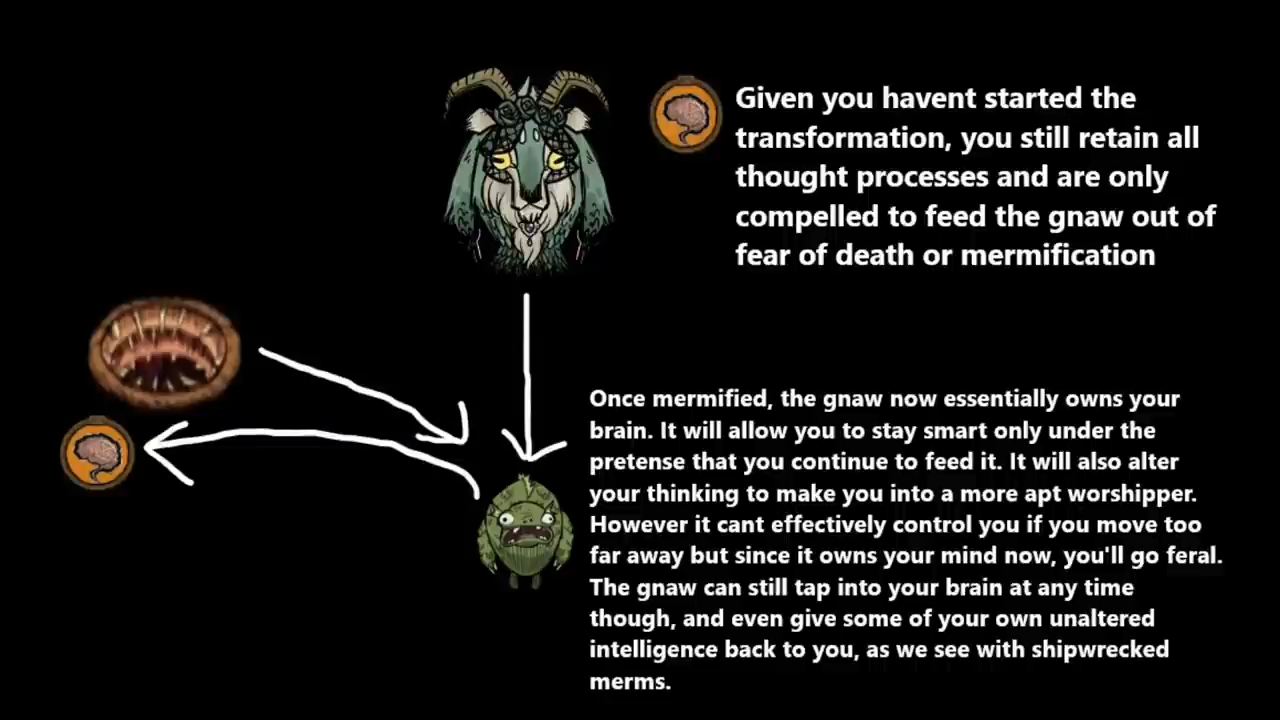 Given you havent started the
transformation, you still retain all
thought processes and are only
compelled to feed the gnaw out of
fear of death or mermification
Once mermified, the gnaw now essentially owns your
brain. It will allow you to stay smart only under the
pretense that you continue to feed it. It will also alter
your thinking to make you into a more apt worshipper.
However it cant effectively control you if you move too
far away but since it owns your mind now, you'll go feral.
The gnaw can still tap into your brain at any time
though, and even give some of your own unaltered
intelligence back to you, as we see with shipwrecked
merms.